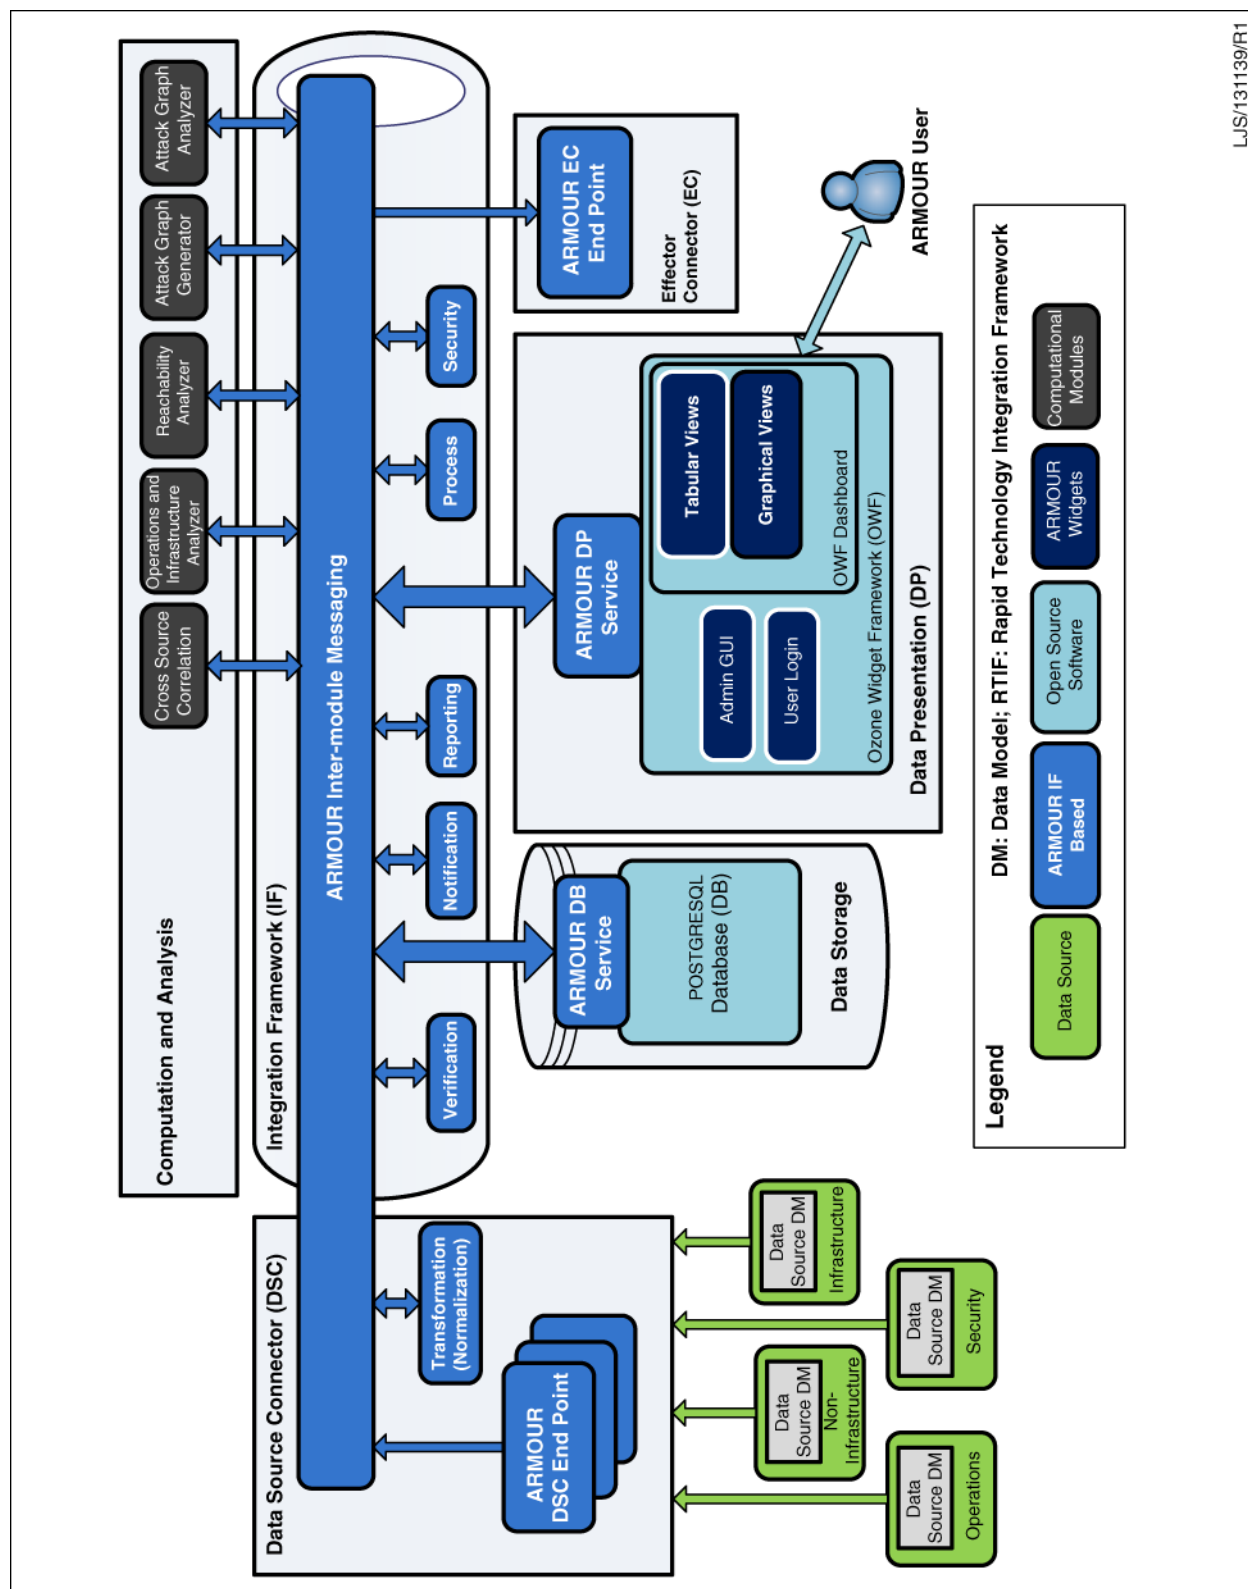 Computation and Analysis
Cross Source
Correlation
Operations and
Infrastructure
Analyzer
Reachability
Analyzer
Attack Graph
Generator
Attack Graph
Analyzer
Integration Framework (IF)
ARMOUR Inter-module Messaging
Verification
Notification
Reporting
Process
Security
Data Source Connector (DSC)
Transformation
(Normalization)
ARMOUR
DSC End Point
Data
Source DM
Operations
Data
Source DM
Non-
Infrastructure
Data
Source DM
Security
Data
Source DM
Infrastructure
ARMOUR DB
Service
POSTGRESQL
Database (DB)
Data Storage
ARMOUR DP
Service
Admin GUI
User Login
Tabular Views
Graphical Views
OWF Dashboard
Ozone Widget Framework (OWF)
Data Presentation (DP)
ARMOUR EC
End Point
Effector
Connector (EC)
ARMOUR User
Legend
DM: Data Model; RTIF: Rapid Technology Integration Framework
Data Source
ARMOUR IF
Based
Open Source
Software
ARMOUR
Widgets
Computational
Modules
LJS/131139/R1